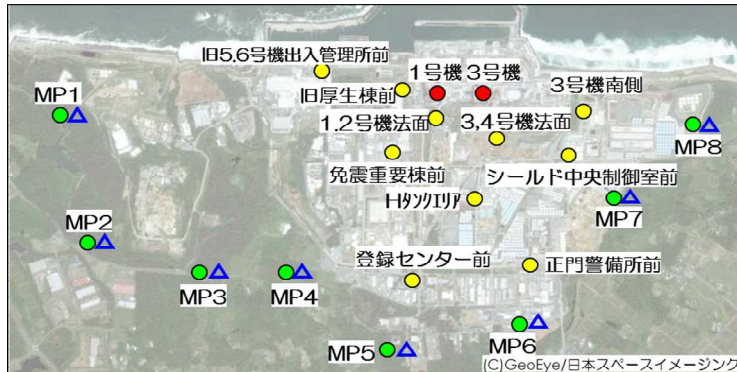 旧5.6号機出入管理所前
1号機
3号機
3号機南側
MP1
旧厚生棟前
1.2号機法面
3,4号機法面
MP8
免震重要棟前
シールド中央制御室前
Hタンクエリア
MP7
MP2
登録センター前
正門警備所前
MP3
MP4
MP5
MP6
(C)GeoEye/日本スペースイメージング